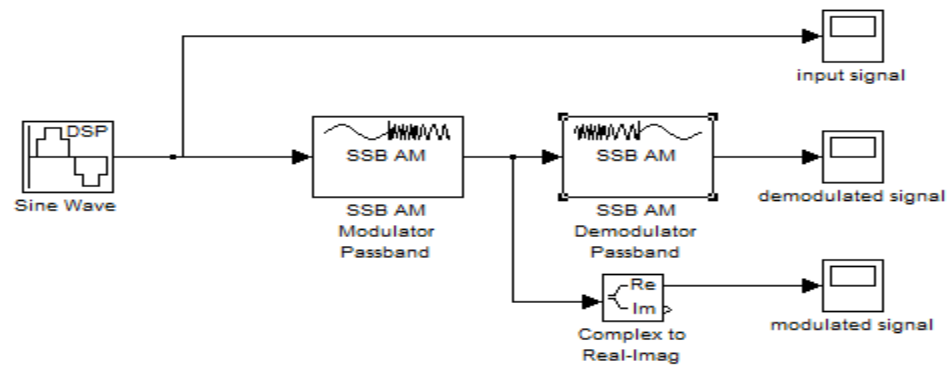 input signal
DSP
Sine Wave
SSB AM
SSB AM
Modulator
Passband
SSB AM
SSB AM
Demodulator
Passband
demodulated signal
Re
Im
Complex to
Real-Imag
modulated signal